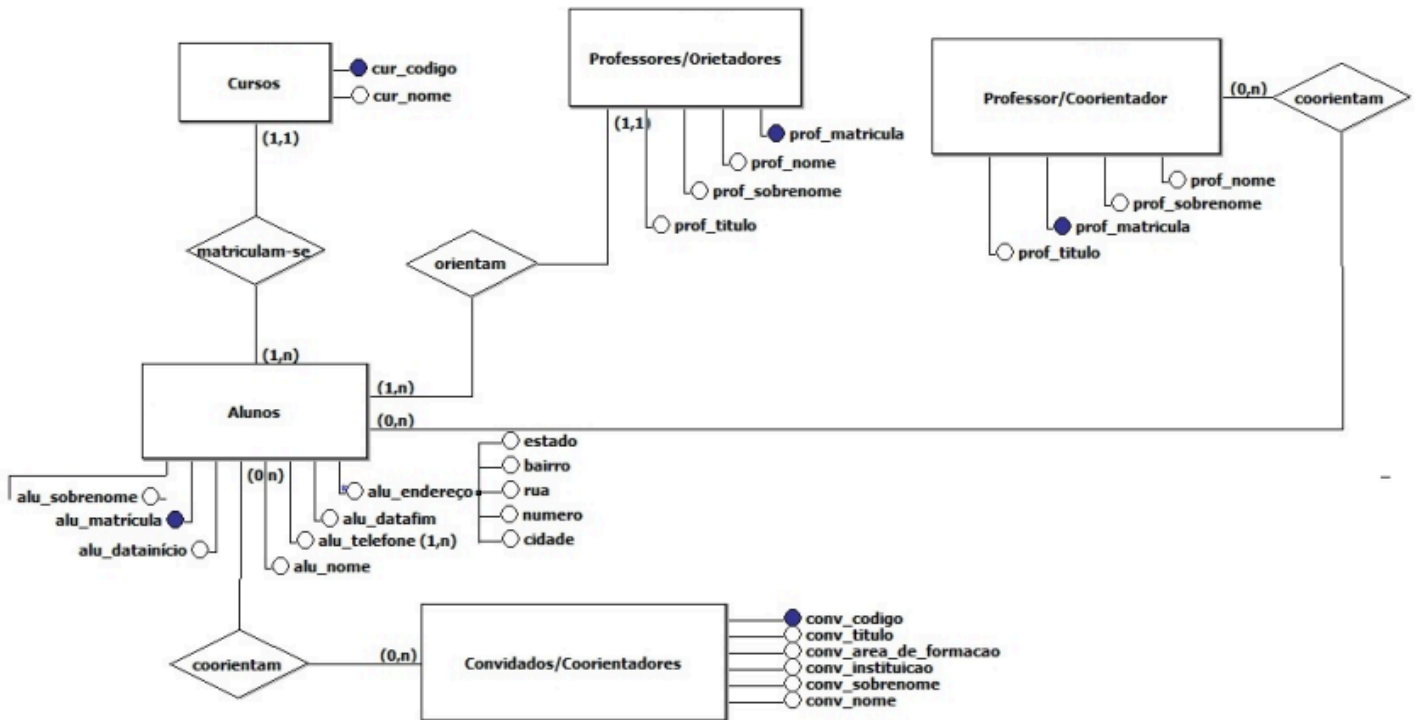 Cursos
cur_codigo
cur_nome
(1,1)
matriculam-se
(1,n)
Professores/Orietadores
(1,1)
prof_matricula
prof_nome
prof_sobrenome
prof_titulo
orientam
(1,n)
Professor/Coorientador
(0,n)
coorientam
prof_nome
prof_sobrenome
prof_matricula
prof_titulo
Alunos
(0,n)
(0,n)
alu_sobrenome
alu_matrícula
alu_datainício
alu_nome
alu_telefone (1,n)
alu_datafim
alu_endereço
estado
bairro
rua
numero
cidade
coorientam
(0,n)
Convidados/Coorientadores
conv_codigo
conv_titulo
conv_area_de_formacao
conv_instituicao
conv_sobrenome
conv_nome